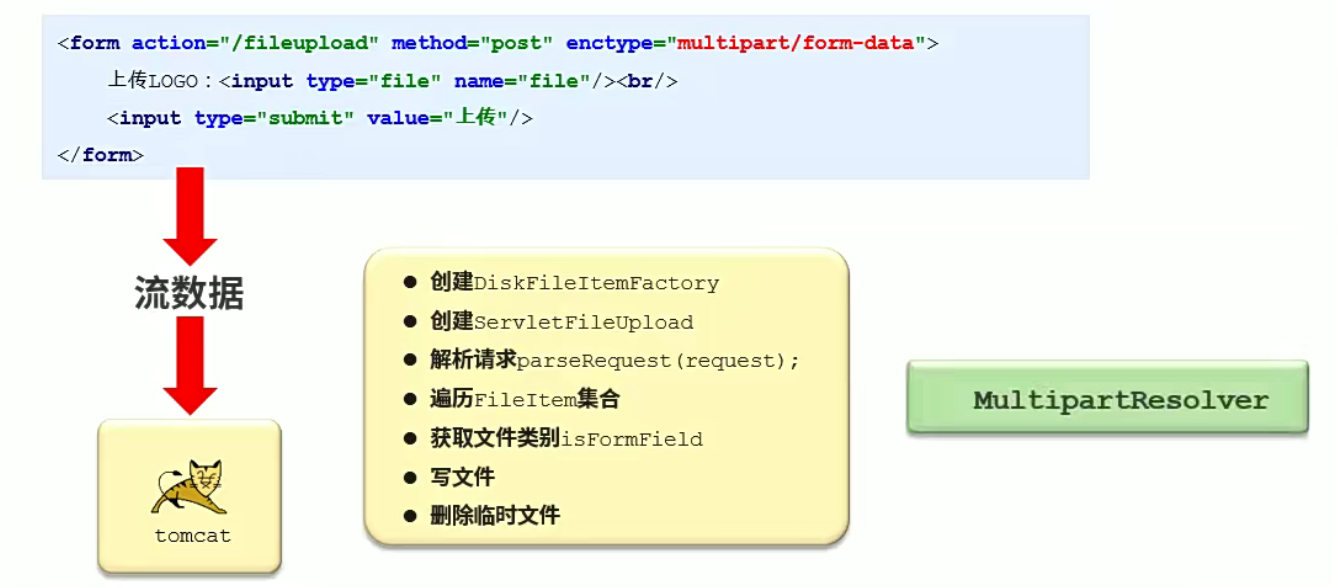 <form action="/fileupload" method="post" enctype="multipart/form-data">
上传LOGO：<input type="file" name="file"/><br/>
<input type="submit" value="上传"/>
</form>
流数据
tomcat
● 创建DiskFileItemFactory
● 创建ServletFileUpload
● 解析请求parseRequest(request);
● 遍历FileItem集合
● 获取文件类别isFormField
● 写文件
● 删除临时文件
MultipartResolver